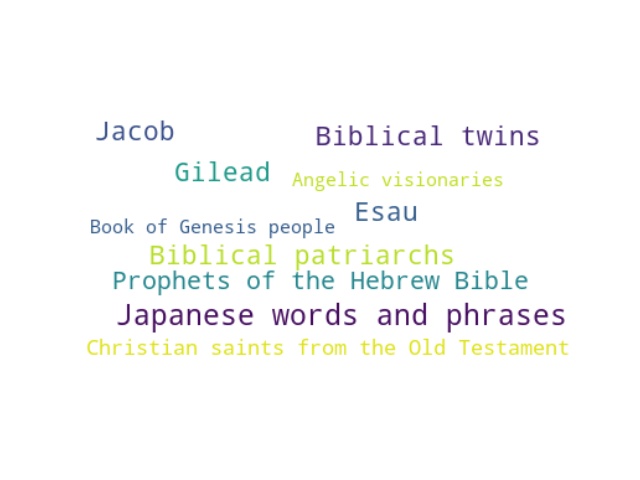 Jacob
Biblical twins
Gilead
Angelic visionaries
Esau
Book of Genesis people
Biblical patriarchs
Prophets of the Hebrew Bible
Japanese words and phrases
Christian saints from the Old Testament